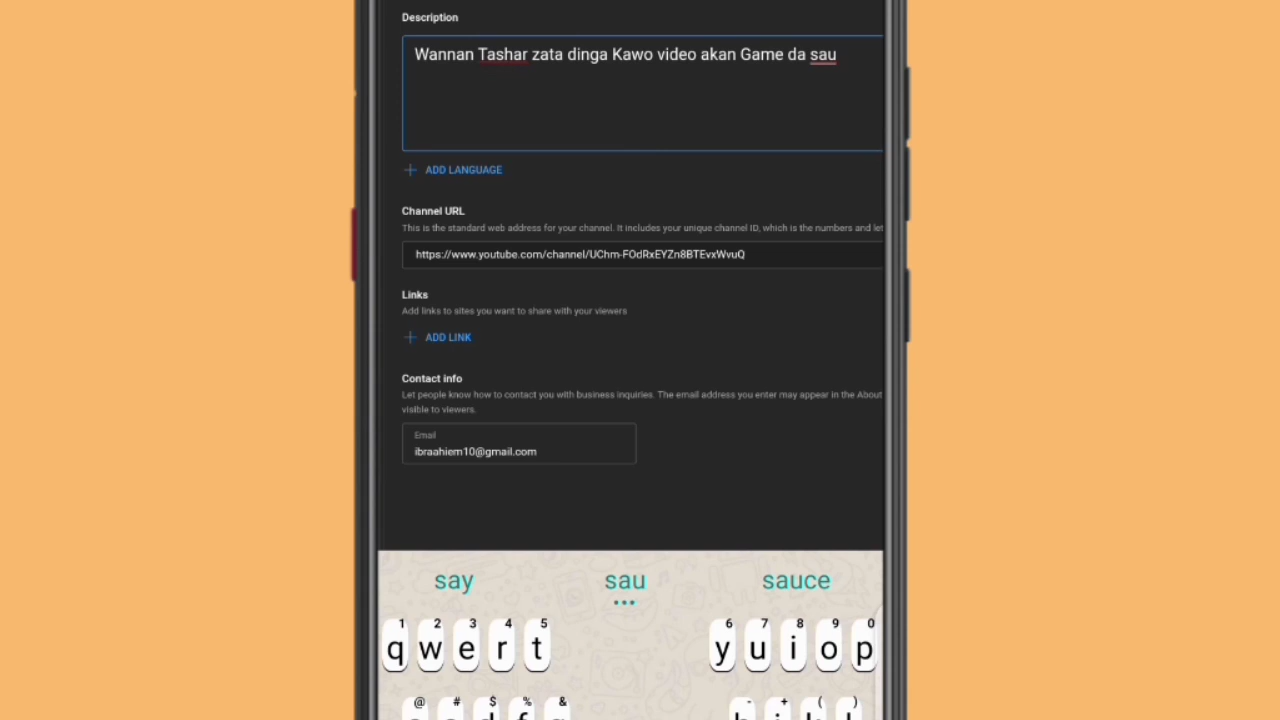 Description
Wannan Tashar zata dinga Kawo video akan Game da sau
ADD LANGUAGE
Channel URL
This is the standard web address for your channel. It includes your unique channel ID, which is the numbers and let
https://www.youtube.com/channel/UChm-FOdRxEYZn8BTEvxWvuQ
Links
Add links to sites you want to share with your viewers
ADD LINK
Contact info
Let people know how to contact you with business inquiries. The email address you enter may appear in the About
visible to viewers.
Email
ibraahiem10@gmail.com
say sau sauce
1 2 3 4 5 6 7 8 9 0
q w e r t y u i o p
@ # $ % & - + ( )